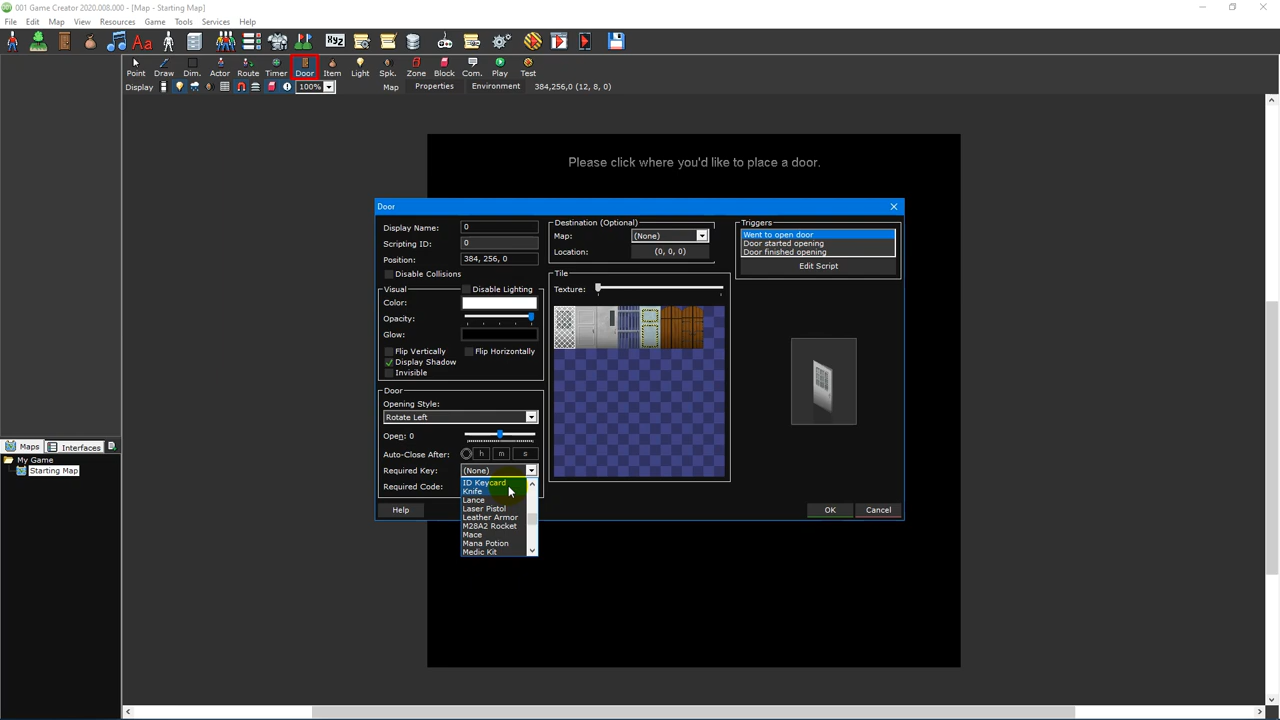 001 Game Creator 2020.008.000 - [Map - Starting Map]
File Edit Map View Resources Game Tools Services Help
Point Draw Dim. Actor Route Timer Door Item Light Spk. Zone Block Com. Play Test
Display 100% Map Properties Environment 384,256,0 (12, 8, 0)
Please click where you'd like to place a door.
Door
Display Name: 0
Scripting ID: 0
Position: 384, 256, 0
Disable Collisions
Visual Disable Lighting
Color:
Opacity:
Glow:
Flip Vertically Flip Horizontally
Display Shadow
Invisible
Door
Opening Style:
Rotate Left
Open: 0
Auto-Close After: h m s
Required Key: (None)
Required Code:
ID Keycard
Knife
Lance
Laser Pistol
Leather Armor
M28A2 Rocket
Mace
Mana Potion
Medic Kit
Help
Destination (Optional)
Map: (None)
Location: (0, 0, 0)
Tile
Texture:
Triggers
Went to open door
Door started opening
Door finished opening
Edit Script
OK Cancel
Maps Interfaces
My Game
Starting Map